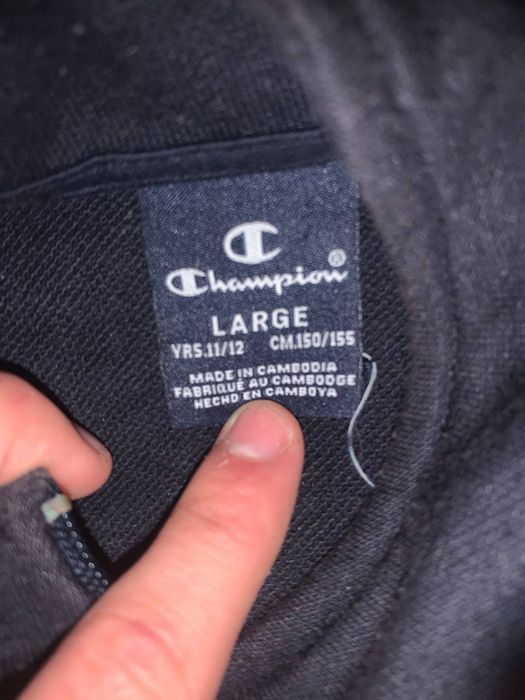 Champion®
LARGE
YRS.11/12 CM.150/155
MADE IN CAMBODIA
FABRIQUÉ AU CAMBODGE
HECHO EN CAMBOYA